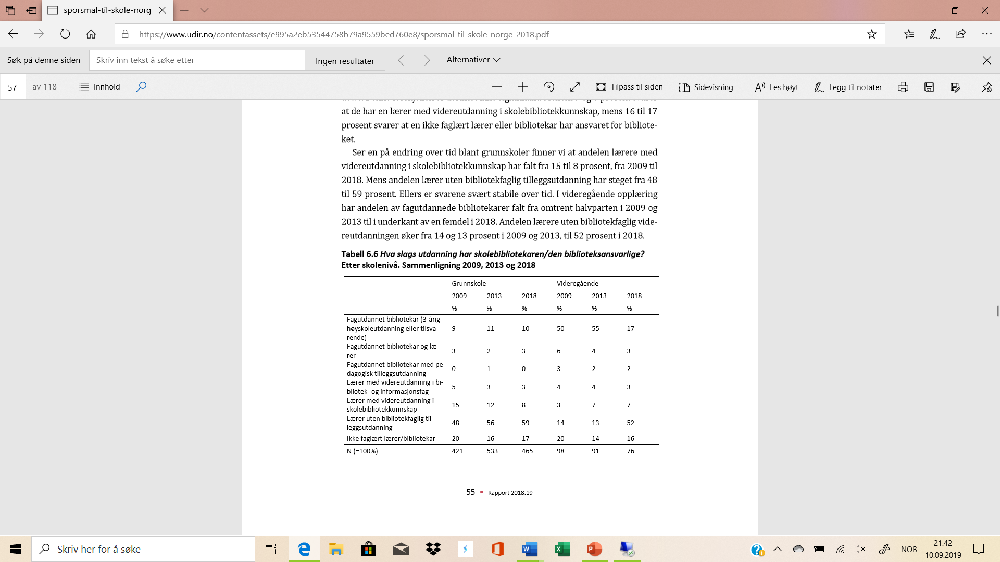 sporsmal-til-skole-norg
https://www.udir.no/contentassets/e995a2eb53544758b79a9559bed760e8/sporsmal-til-skole-norge-2018.pdf
Søk på denne siden
Skriv inn tekst å søke etter
Ingen resultater
Alternativer
57 av 118
Innhold
Tilpass til siden
Sidevisning
Les høyt
Legg til notater
at de har en lærer med videreutdanning i skolebibliotekkunnskap, mens 16 til 17
prosent svarer at en ikke faglært lærer eller bibliotekar har ansvaret for bibliote-
ket.
Ser en på endring over tid blant grunnskoler finner vi at andelen lærere med
videreutdanning i skolebibliotekkunnskap har falt fra 15 til 8 prosent, fra 2009 til
2018. Mens andelen lærer uten bibliotekfaglig tilleggsutdanning har steget fra 48
til 59 prosent. Ellers er svarene svært stabile over tid. I videregående opplæring
har andelen av fagutdannede bibliotekarer falt fra omtrent halvparten i 2009 og
2013 til i underkant av en femdel i 2018. Andelen lærere uten bibliotekfaglig vide-
reutdanningen øker fra 14 og 13 prosent i 2009 og 2013, til 52 prosent i 2018.
Tabell 6.6 Hva slags utdanning har skolebibliotekaren/den biblioteksansvarlige?
Etter skolenivå. Sammenligning 2009, 2013 og 2018
Grunnskole Videregående
2009 2013 2018 2009 2013 2018
% % % % % %
Fagutdannet bibliotekar (3-årig
høyskoleutdanning eller tilsva-
rende) 9 11 10 50 55 17
Fagutdannet bibliotekar og læ-
rer 3 2 3 6 4 3
Fagutdannet bibliotekar med pe-
dagogisk tilleggsutdanning 0 1 0 3 2 2
Lærer med videreutdanning i bi-
bliotek- og informasjonsfag 5 3 3 4 4 3
Lærer med videreutdanning i
skolebibliotekkunnskap 15 12 8 3 7 7
Lærer uten bibliotekfaglig til-
leggsutdanning 48 56 59 14 13 52
Ikke faglært lærer/bibliotekar 20 16 17 20 14 16
N (=100%) 421 533 465 98 91 76
55 • Rapport 2018:19
Skriv her for å søke
NOB
21.42
10.09.2019